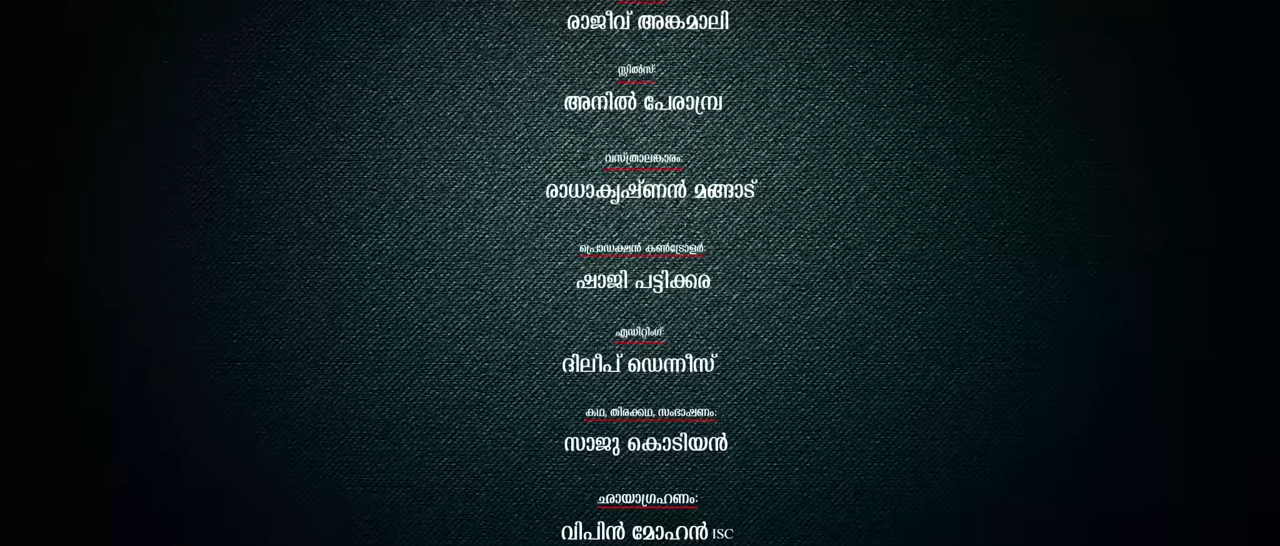 രാജീവ് അങ്കമാലി
സ്റ്റിൽസ്:
അനിൽ പേരാമ്പ്ര
വസ്ത്രാലങ്കാരം:
രാധാകൃഷ്ണൻ മങ്ങാട്
പ്രൊഡക്ഷൻ കൺട്രോളർ:
ഷാജി പട്ടിക്കര
എഡിറ്റിംഗ്:
ദിലീപ് ഡെന്നീസ്
കഥ, തിരക്കഥ, സംഭാഷണം:
സാജു കൊടിയൻ
ഛായാഗ്രഹണം:
വിപിൻ മോഹൻ ISC